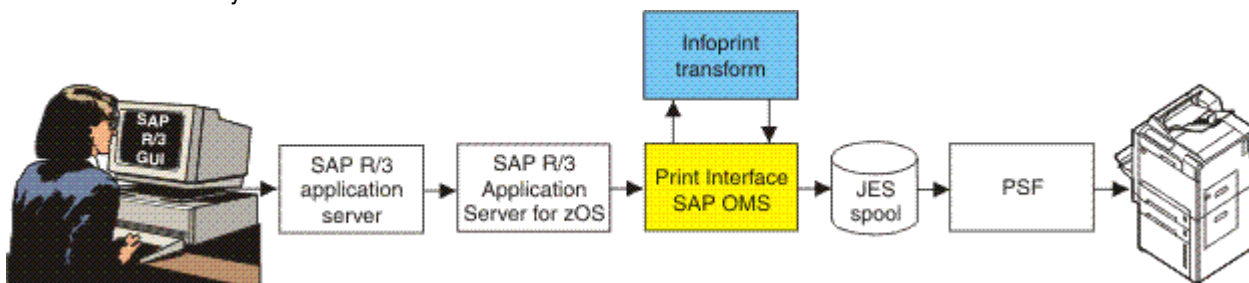 y
Infoprint
transform
SAP
R/3
GUI
SAP R/3
application
server
SAP R/3
Application
Server for zOS
Print Interface
SAP OMS
JES
spool
PSF